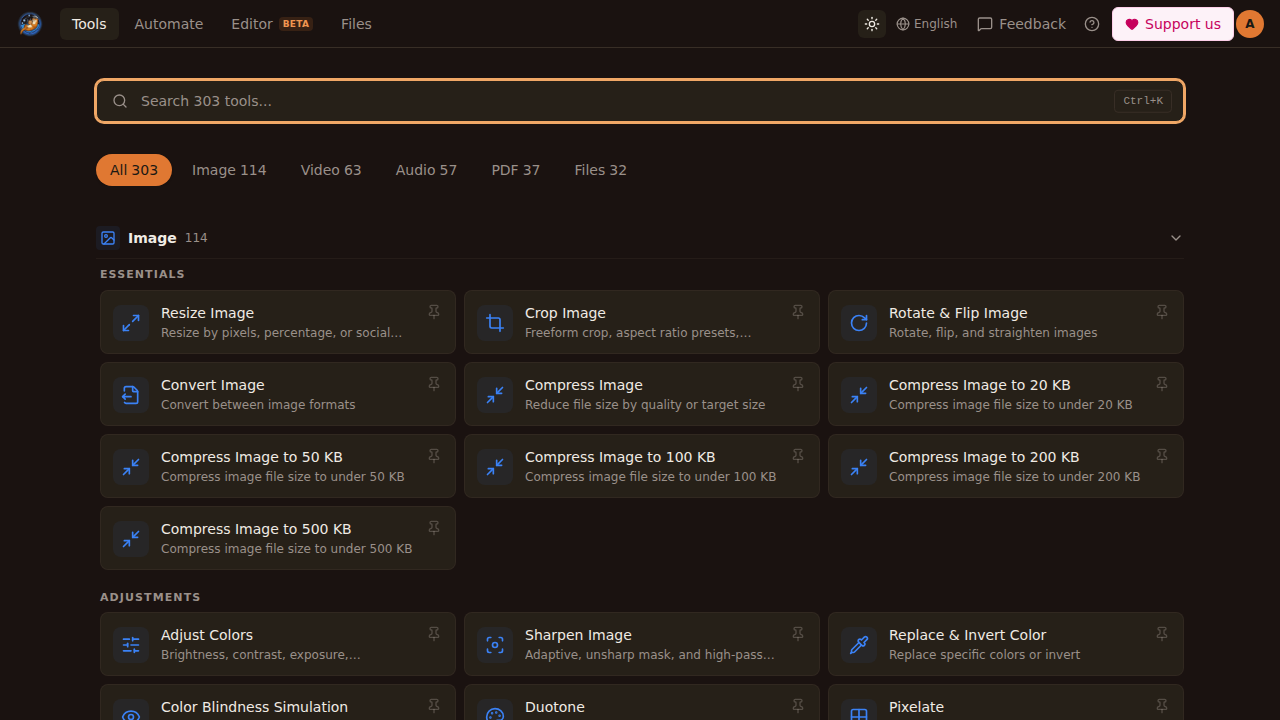 Tools Automate Editor BETA Files English Feedback Support us A
Search 303 tools... Ctrl+K
All 303 Image 114 Video 63 Audio 57 PDF 37 Files 32
Image 114
ESSENTIALS
Resize Image
Resize by pixels, percentage, or social…
Crop Image
Freeform crop, aspect ratio presets,…
Rotate & Flip Image
Rotate, flip, and straighten images
Convert Image
Convert between image formats
Compress Image
Reduce file size by quality or target size
Compress Image to 20 KB
Compress image file size to under 20 KB
Compress Image to 50 KB
Compress image file size to under 50 KB
Compress Image to 100 KB
Compress image file size to under 100 KB
Compress Image to 200 KB
Compress image file size to under 200 KB
Compress Image to 500 KB
Compress image file size to under 500 KB
ADJUSTMENTS
Adjust Colors
Brightness, contrast, exposure,…
Sharpen Image
Adaptive, unsharp mask, and high-pass…
Replace & Invert Color
Replace specific colors or invert
Color Blindness Simulation
Duotone
Pixelate